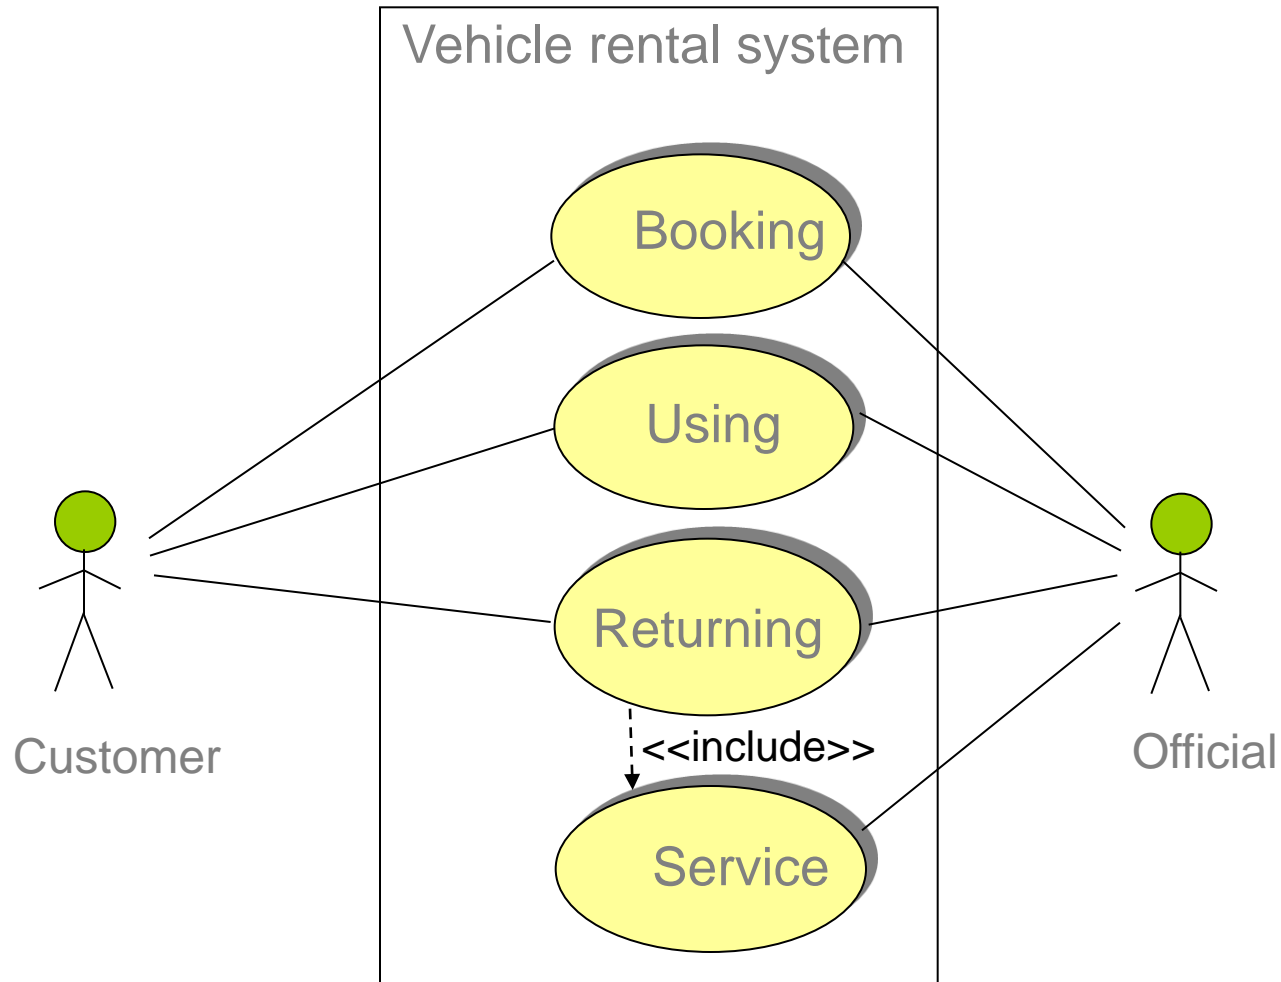 Vehicle rental system
Booking
Using
Returning
<<include>>
Customer
Official
Service